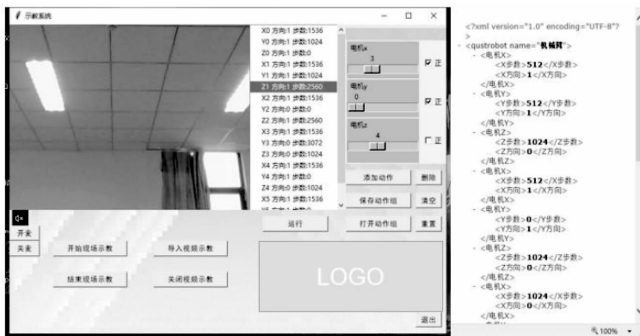 示教系统
X0 方向:1 步数:1536
Y0 方向:1 步数:1024
Z0 方向:1 步数:0
X1 方向:1 步数:1536
Y1 方向:1 步数:1024
Z1 方向:1 步数:2560
X2 方向:1 步数:1536
Y2 方向:0 步数:0
Z2 方向:1 步数:2560
X3 方向:1 步数:1536
Y3 方向:0 步数:3072
Z3 方向:0 步数:1024
X4 方向:1 步数:1536
Y4 方向:0 步数:0
Z4 方向:0 步数:1024
X5 方向:1 步数:1536
电机x
3
正
电机y
0
正
电机z
4
正
添加动作
删除
保存动作组
清空
运行
打开动作组
重置
开麦
关麦
开始现场示教
导入视频示教
结束现场示教
关闭视频示教
LOGO
退出
<?xml version="1.0" encoding="UTF-8"?
>
- <qustrobot name="机械臂">
- <电机X>
<X步数>512</X步数>
<X方向>1</X方向>
</电机X>
- <电机Y>
<Y步数>512</Y步数>
<Y方向>1</Y方向>
</电机Y>
- <电机Z>
<Z步数>1024</Z步数>
<Z方向>0</Z方向>
</电机Z>
- <电机X>
<X步数>512</X步数>
<X方向>1</X方向>
</电机X>
- <电机Y>
<Y步数>0</Y步数>
<Y方向>1</Y方向>
</电机Y>
- <电机Z>
<Z步数>1024</Z步数>
<Z方向>0</Z方向>
</电机Z>
- <电机X>
<X步数>1024</X步数>
<X方向>0</X方向>
</电机X>
100%